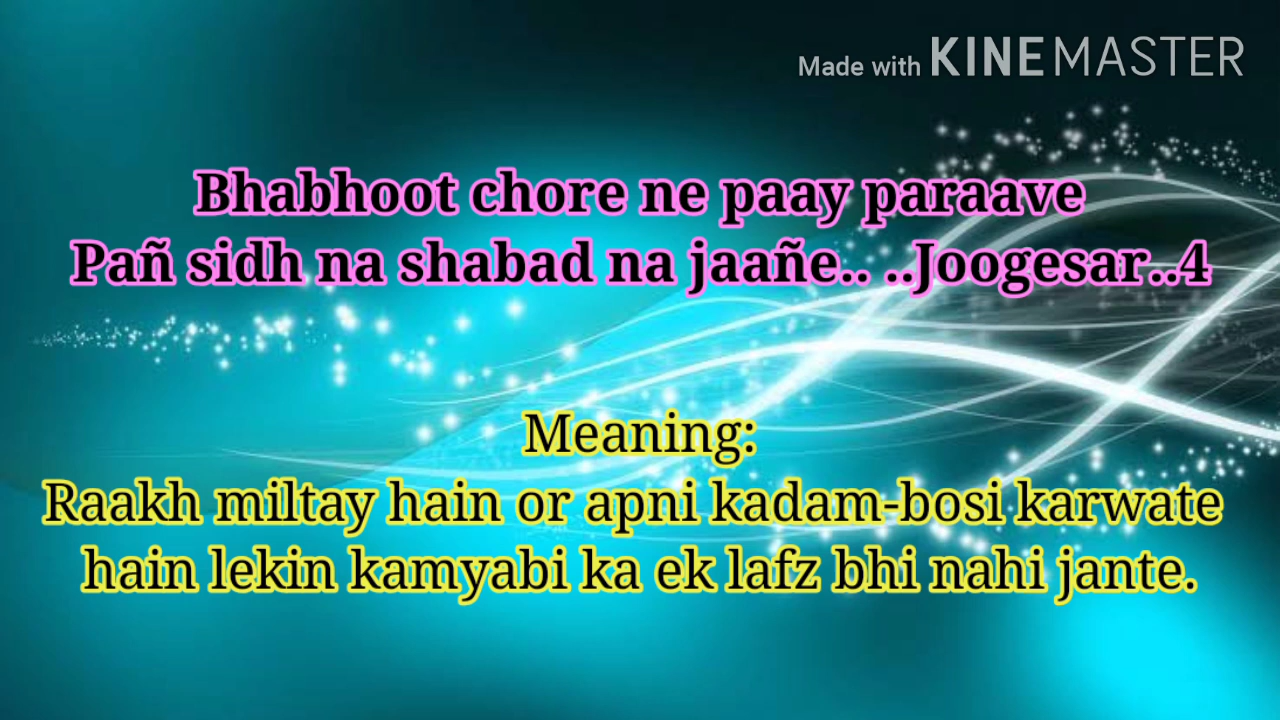 Made with KINEMASTER
Bhabhoot chore ne paay paraave
Pañ sidh na shabad na jaañe.. ..Joogesar..4
Meaning:
Raakh miltay hain or apni kadam-bosi karwate
hain lekin kamyabi ka ek lafz bhi nahi jante.